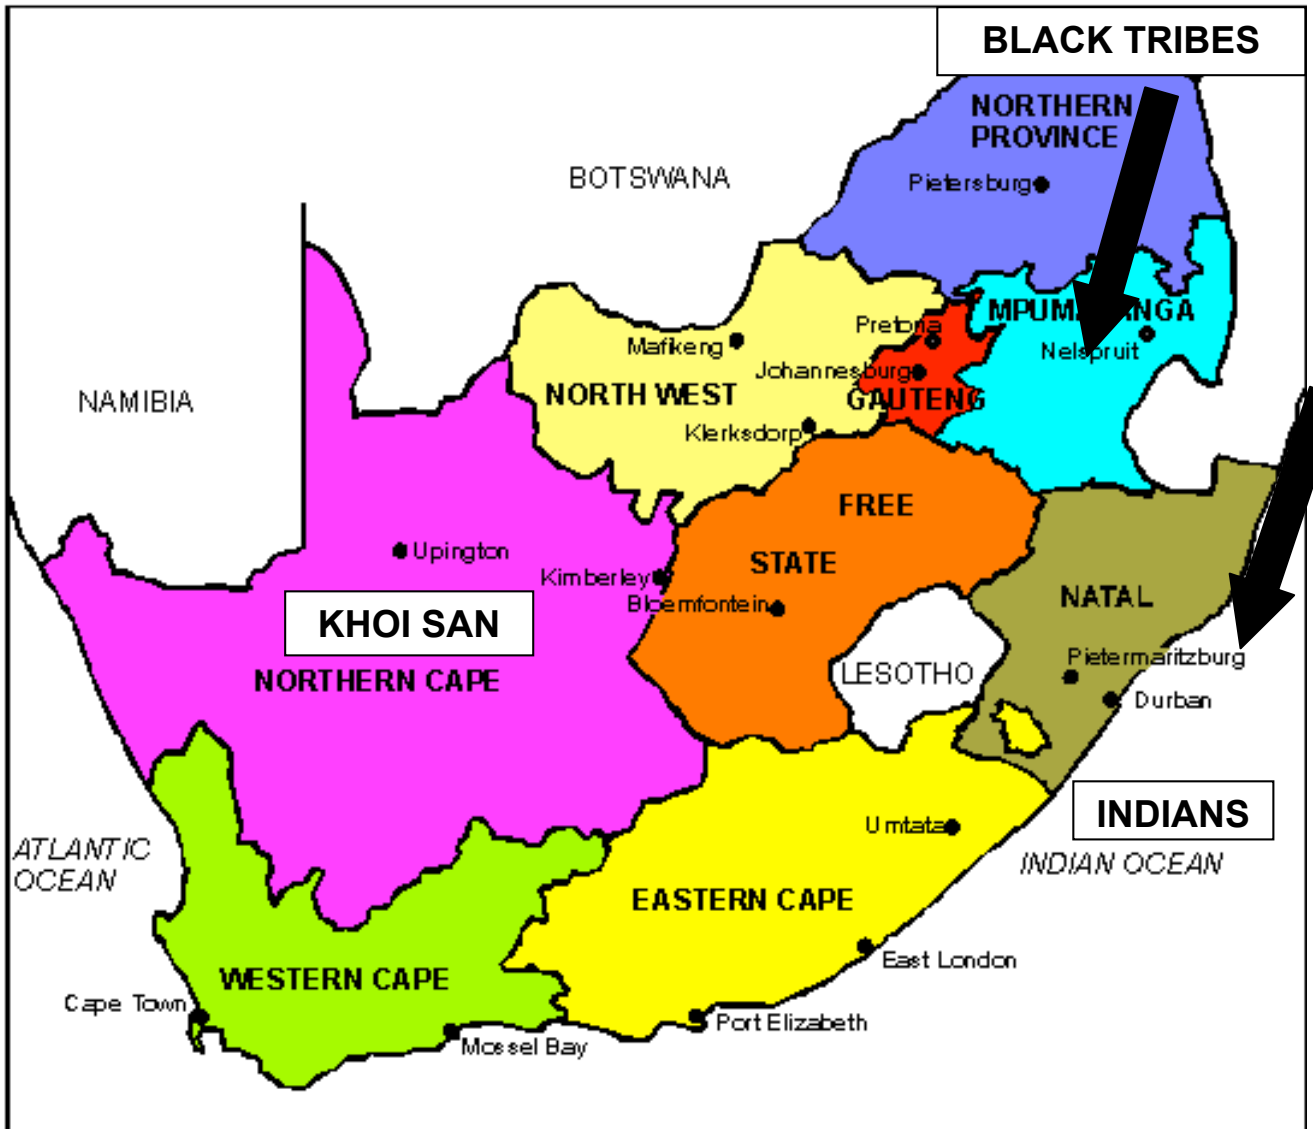 BLACK TRIBES
NORTHERN
PROVINCE
BOTSWANA
Pietersburg
MPUMALANGA
Pretoria
Nelspruit
Mafikeng
Johannesburg
NORTH WEST
GAUTENG
NAMIBIA
Klerksdorp
FREE
STATE
Upington
Kimberley
Bloemfontein
NATAL
KHOI SAN
Pietermaritzburg
LESOTHO
NORTHERN CAPE
Durban
INDIANS
Umtata
ATLANTIC
OCEAN
INDIAN OCEAN
EASTERN CAPE
East London
WESTERN CAPE
Cape Town
Port Elizabeth
Mossel Bay